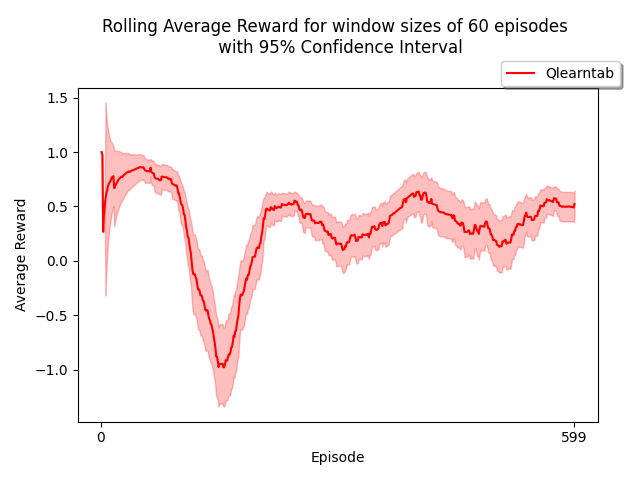 Rolling Average Reward for window sizes of 60 episodes
with 95% Confidence Interval
Qlearntab
1.5
1.0
0.5
0.0
−0.5
−1.0
Average Reward
0
599
Episode